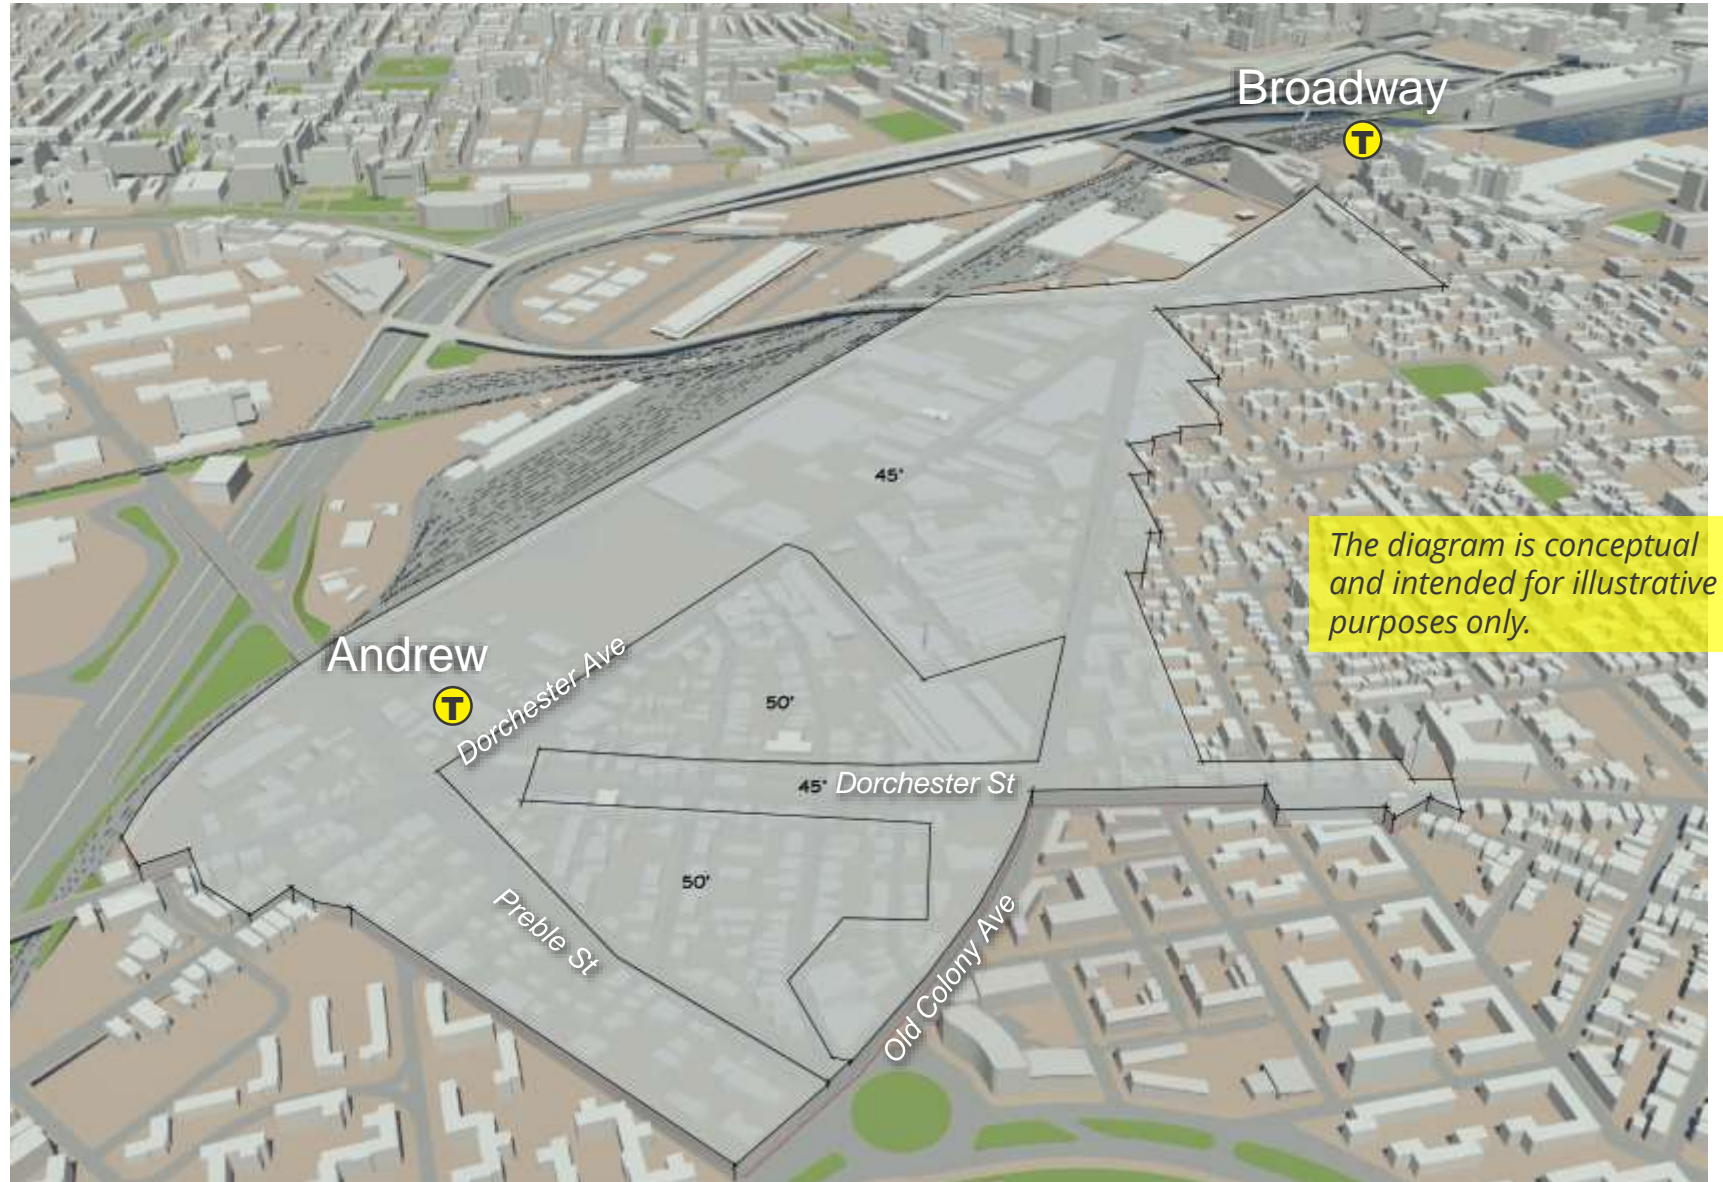 Broadway
T
45'
The diagram is conceptual
and intended for illustrative
purposes only.
Andrew
T
Dorchester Ave
50'
45'
Dorchester St
50'
Preble St
Old Colony Ave